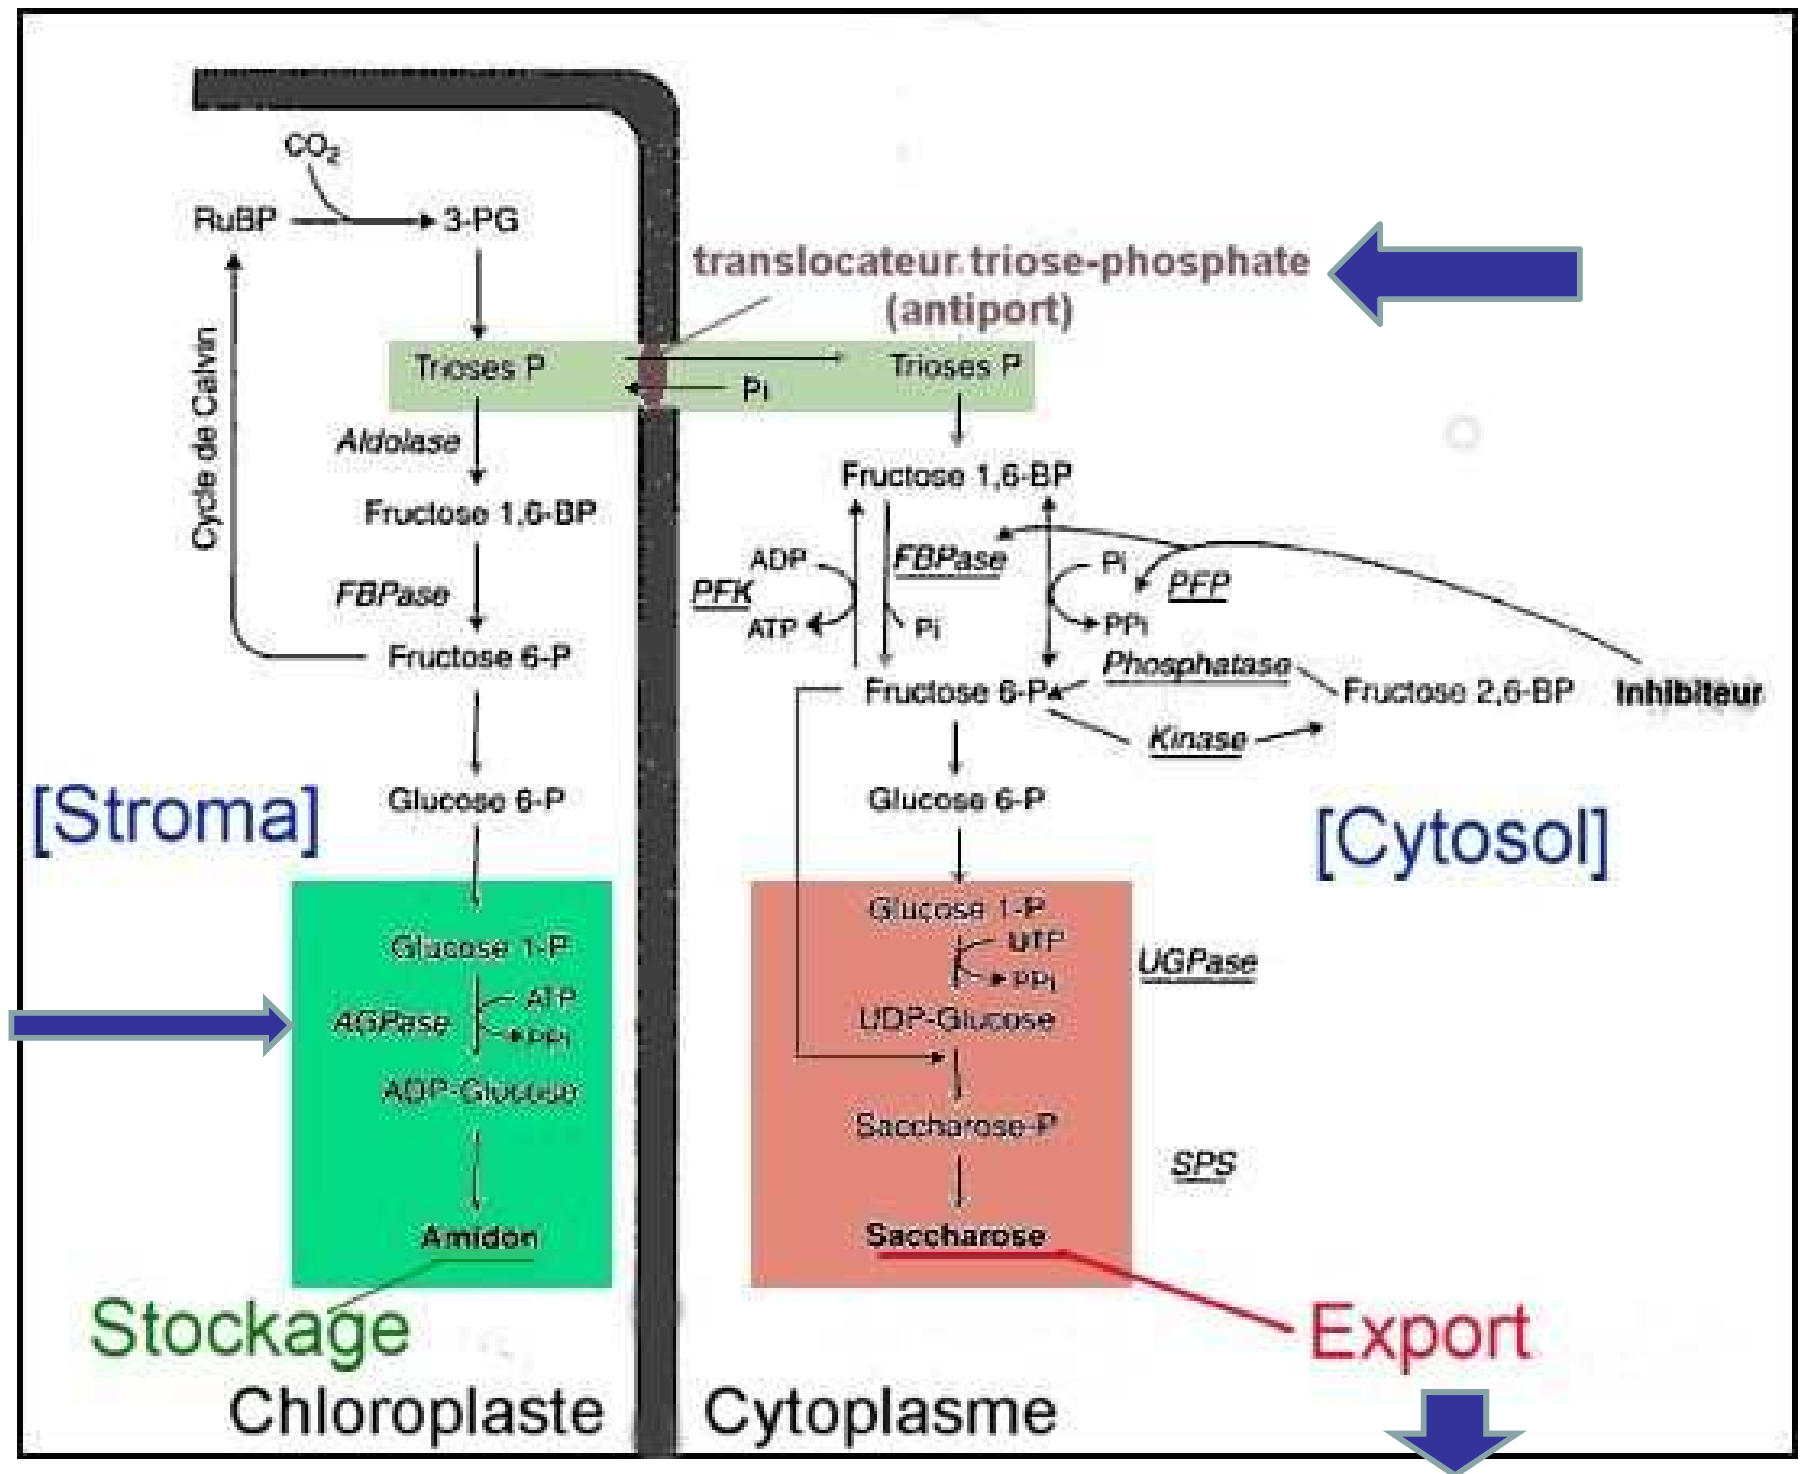 CO2
RuBP
3-PG
translocateur triose-phosphate
(antiport)
Trioses P
Trioses P
Pi
Aldolase
Cycle de Calvin
Fructose 1,6-BP
Fructose 1,6-BP
FBPase
Fructose 6-P
ADP
PFK
ATP
FBPase
Pi
Pi
PFP
PPi
Phosphatase
Fructose 6-P
Fructose 2,6-BP
Inhibiteur
Kinase
[Stroma]
Glucose 6-P
Glucose 6-P
[Cytosol]
Glucose 1-P
ATP
AGPase
PPi
ADP-Glucose
Amidon
Glucose 1-P
UTP
PPi
UGPase
UDP-Glucose
Saccharose-P
SPS
Saccharose
Stockage
Export
Chloroplaste
Cytoplasme